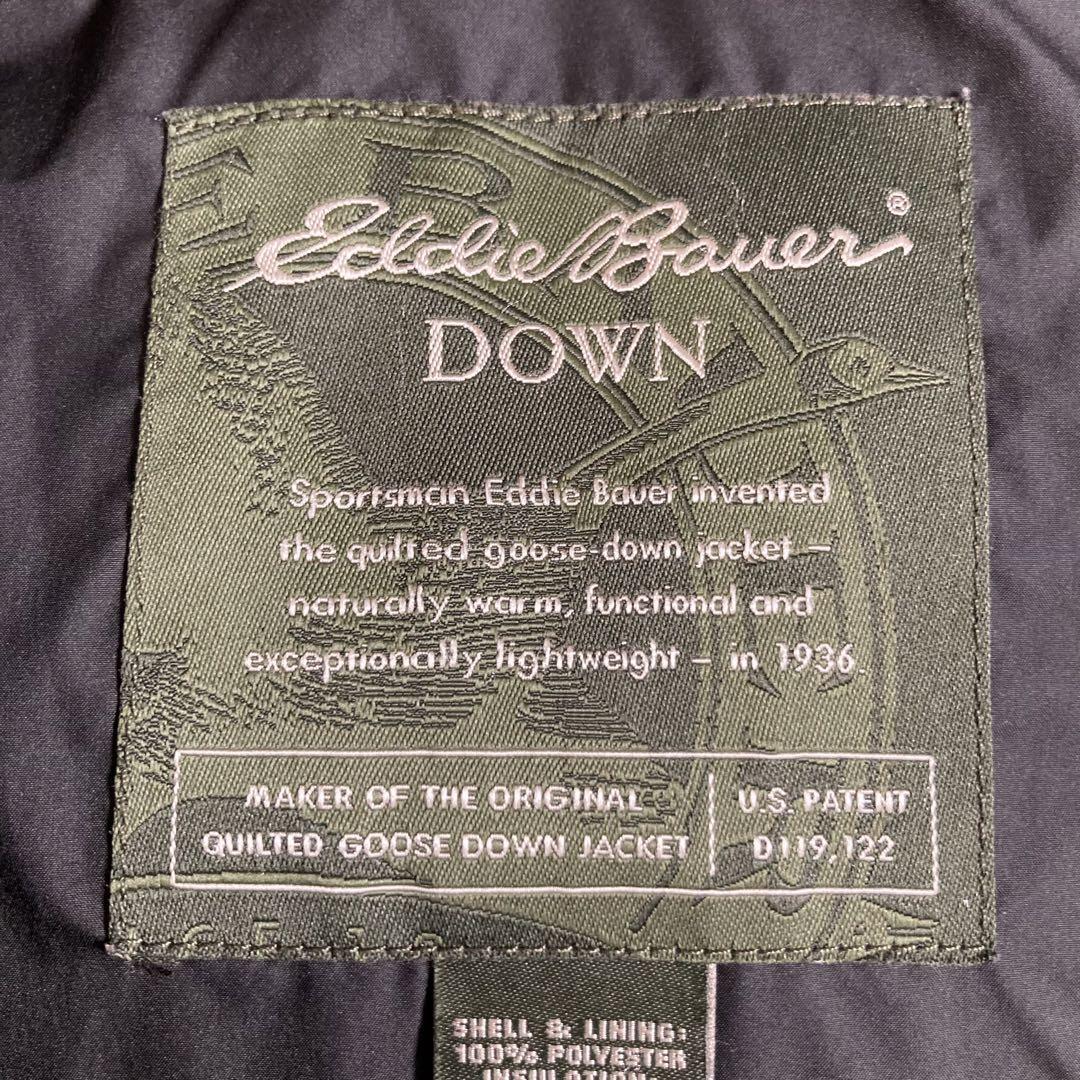 E B
Eddie Bauer®
DOWN
Sportsman Eddie Bauer invented
the quilted goose-down jacket –
naturally warm, functional and
exceptionally lightweight – in 1936.
MAKER OF THE ORIGINAL
QUILTED GOOSE DOWN JACKET
U.S. PATENT
D119,122
SHELL & LINING:
100% POLYESTER
INSULATION: